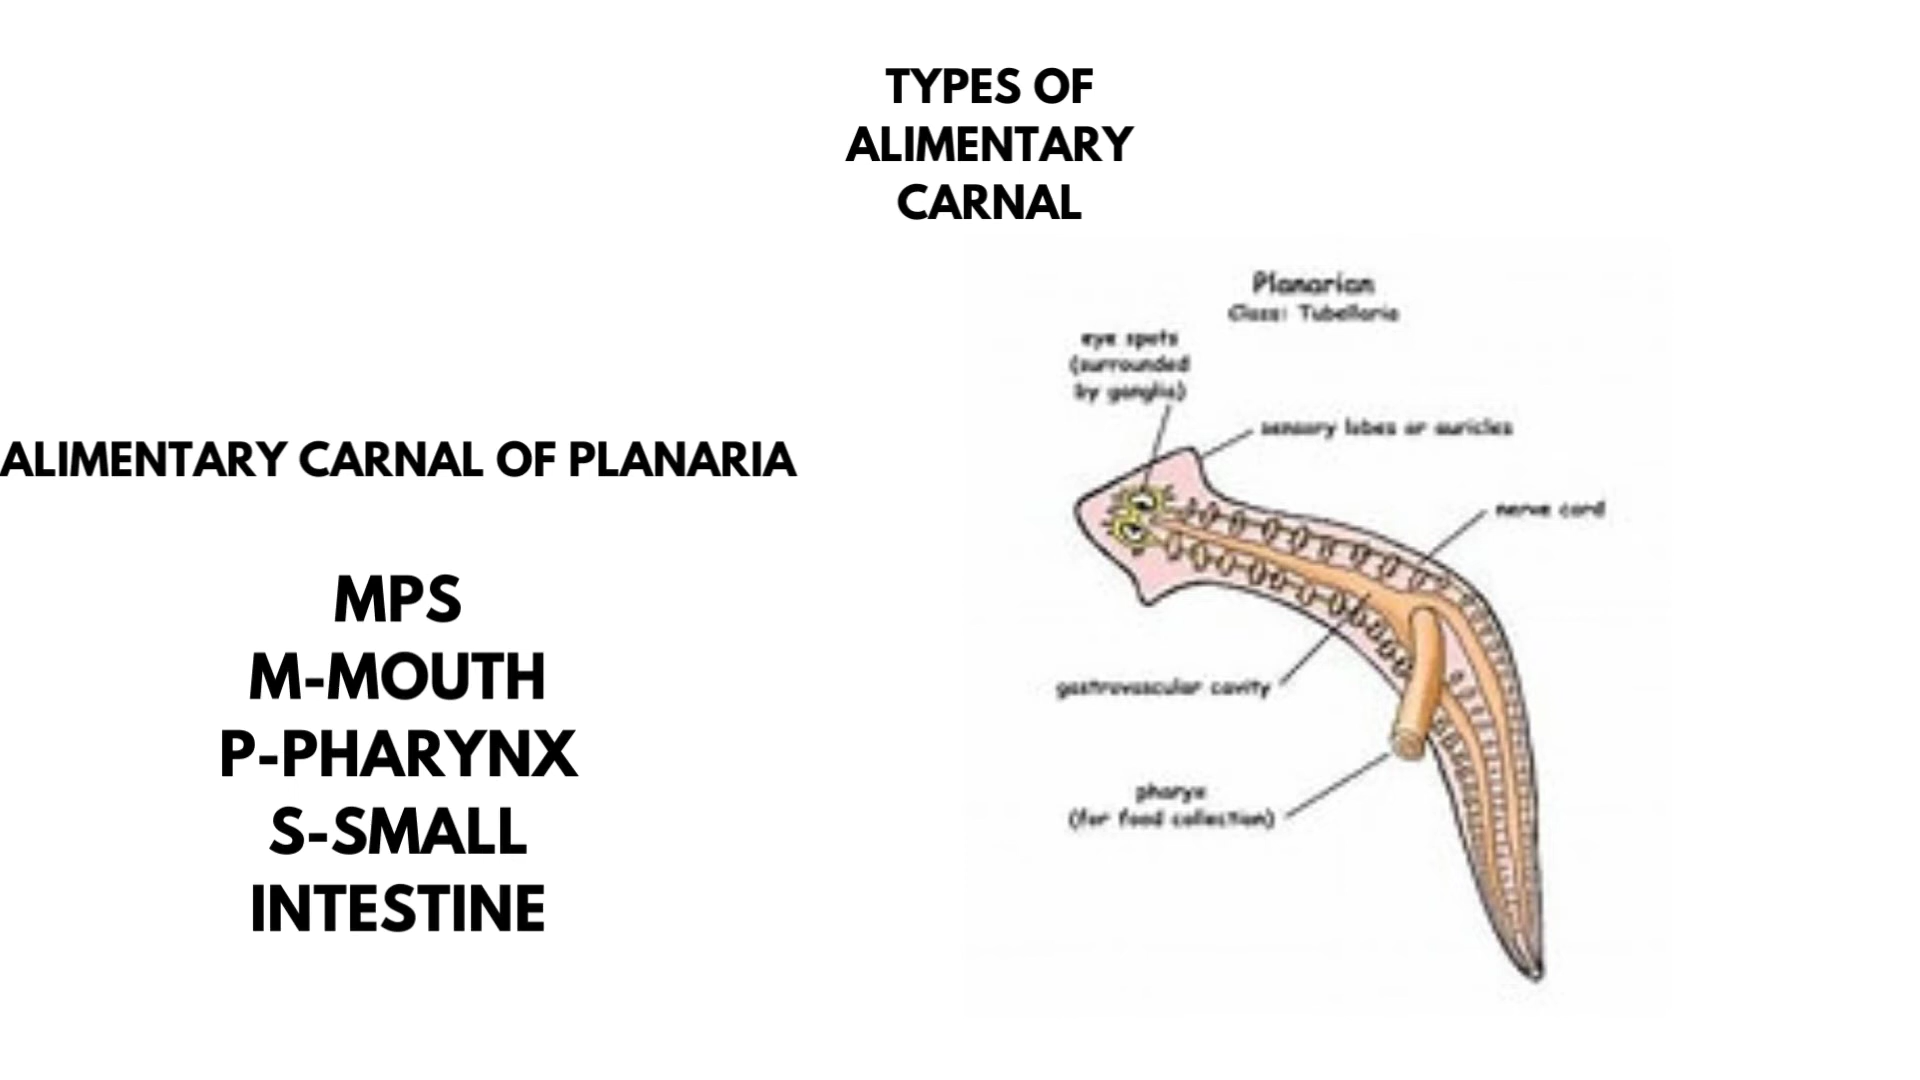 TYPES OF
ALIMENTARY
CARNAL
ALIMENTARY CARNAL OF PLANARIA
MPS
M-MOUTH
P-PHARYNX
S-SMALL
INTESTINE
Planarian
Class: Tubellaria
eye spots
(surrounded
by ganglia)
sensory lobes or auricles
nerve cord
gastrovascular cavity
pharyx
(for food collection)